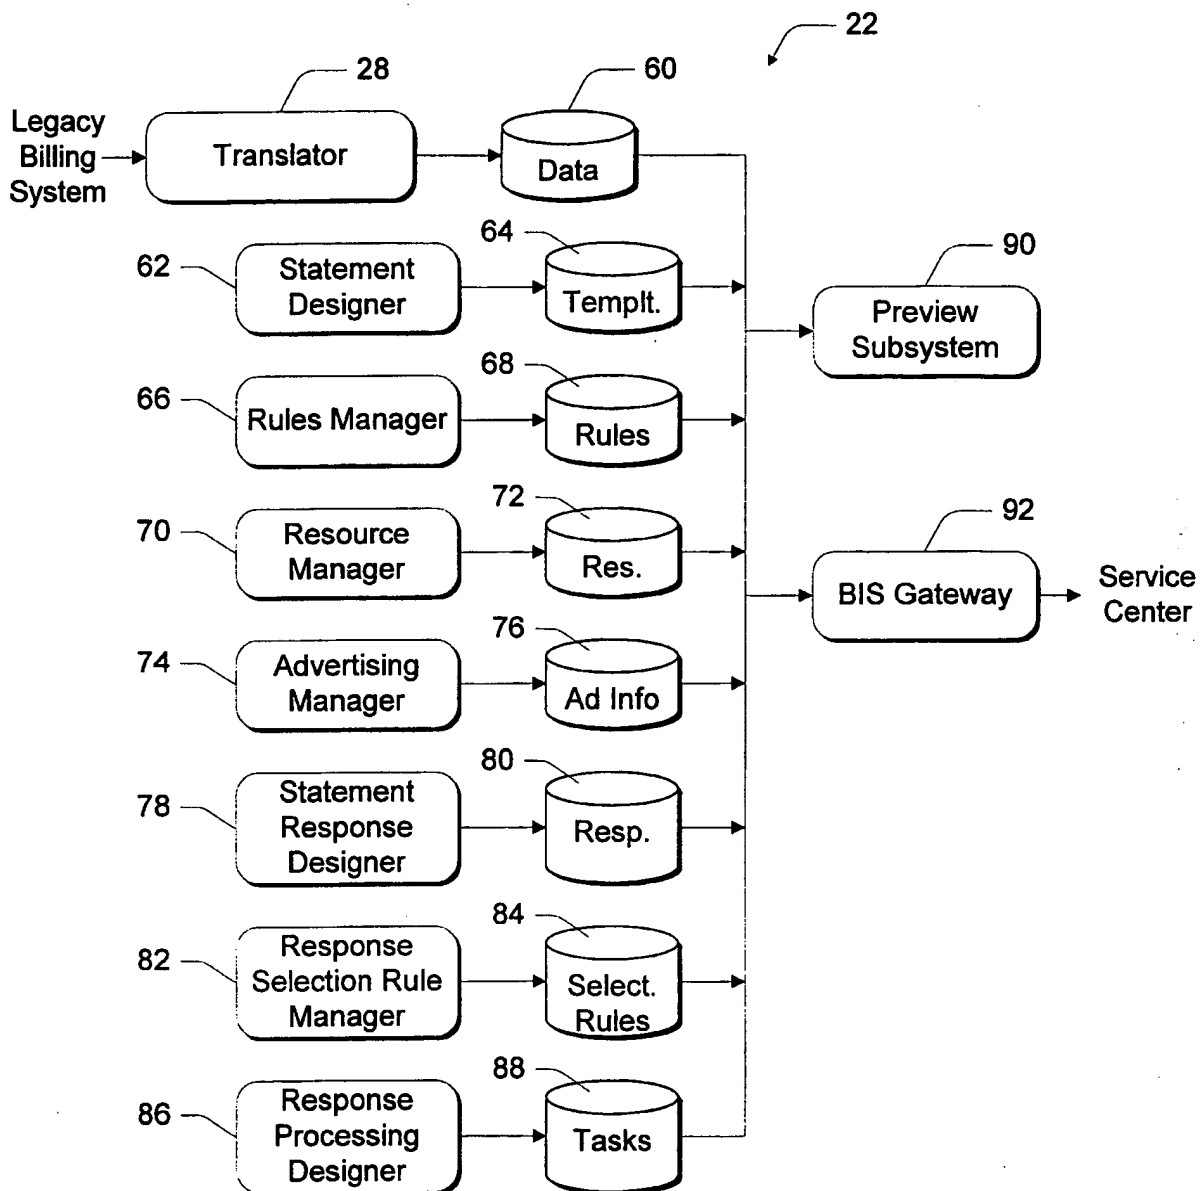 22
28
60
Legacy
Billing
System
Translator
Data
62
Statement
Designer
64
Templt.
90
Preview
Subsystem
66
Rules Manager
68
Rules
70
Resource
Manager
72
Res.
92
BIS Gateway
Service
Center
74
Advertising
Manager
76
Ad Info
78
Statement
Response
Designer
80
Resp.
82
Response
Selection Rule
Manager
84
Select.
Rules
86
Response
Processing
Designer
88
Tasks